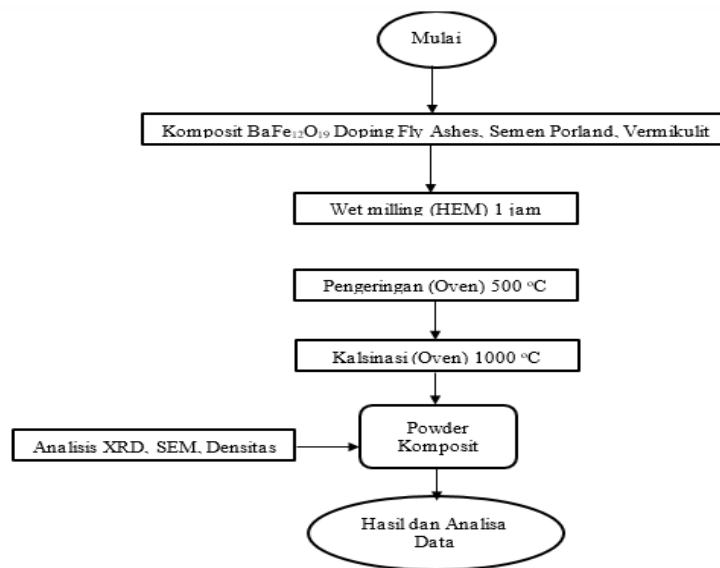 Mulai
Komposit BaFe₁₂O₁₉ Doping Fly Ashes, Semen Porland, Vermikulit
Wet milling (HEM) 1 jam
Pengeringan (Oven) 500 °C
Kalsinasi (Oven) 1000 °C
Powder
Komposit
Analisis XRD, SEM, Densitas
Hasil dan Analisa
Data